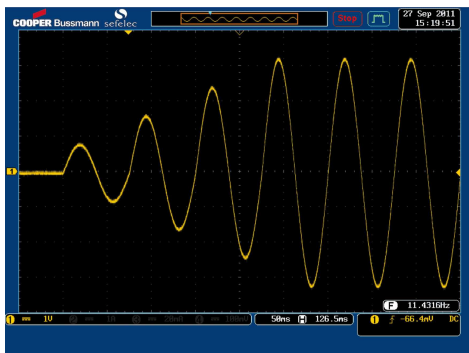 COOPER Bussmann sefelec
Stop
27 Sep 2011
15:19:51
1
F 11.4316Hz
1 1V
50ms H 126.5ms
1 -66.4mV DC